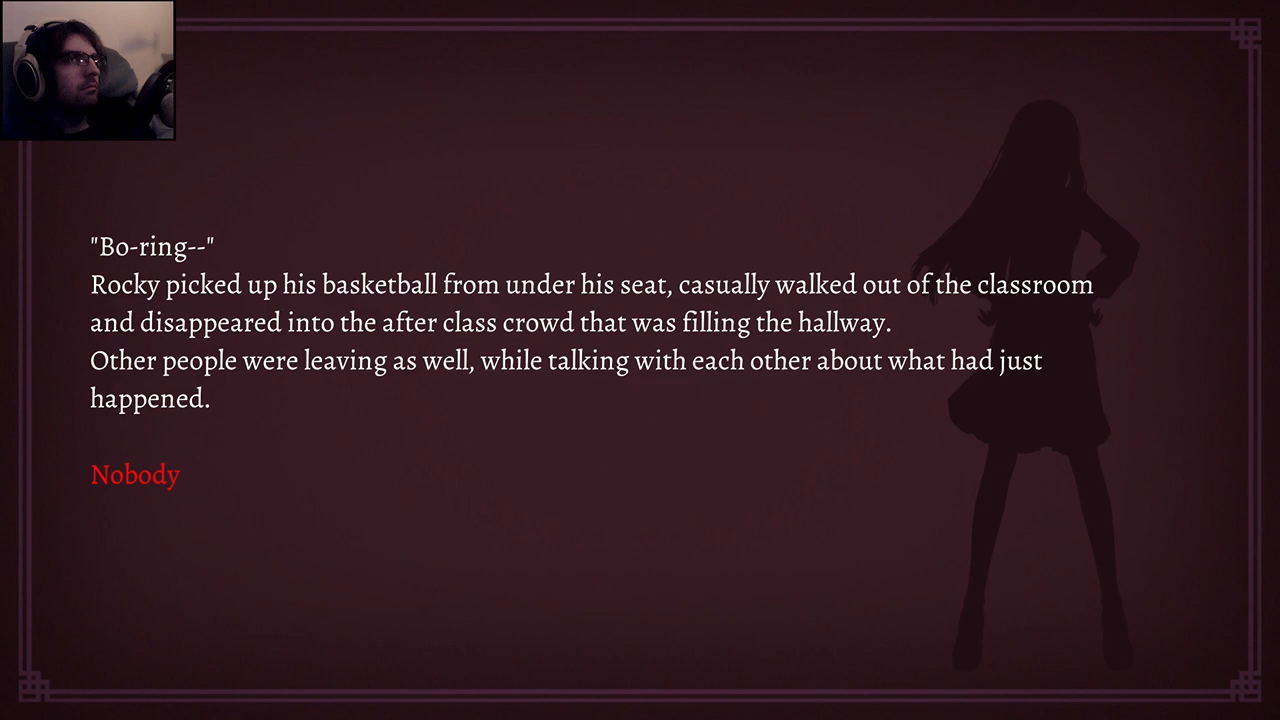 "Bo-ring--"
Rocky picked up his basketball from under his seat, casually walked out of the classroom
and disappeared into the after class crowd that was filling the hallway.
Other people were leaving as well, while talking with each other about what had just
happened.
Nobody